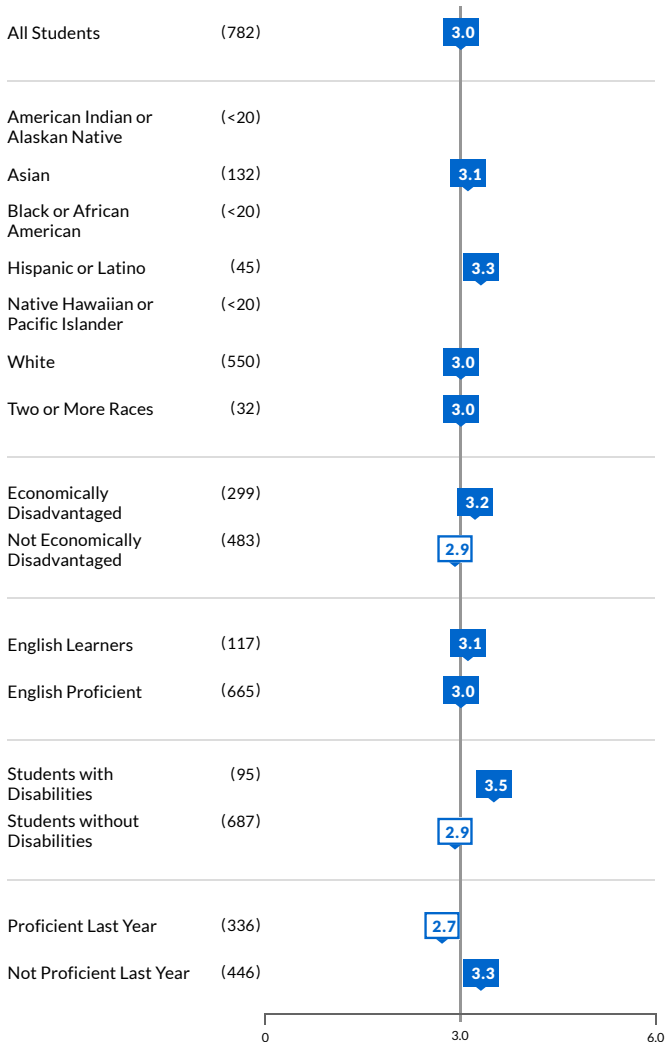 All Students (782) 3.0
American Indian or (<20)
Alaskan Native
Asian (132) 3.1
Black or African (<20)
American
Hispanic or Latino (45) 3.3
Native Hawaiian or (<20)
Pacific Islander
White (550) 3.0
Two or More Races (32) 3.0
Economically (299) 3.2
Disadvantaged
Not Economically (483) 2.9
Disadvantaged
English Learners (117) 3.1
English Proficient (665) 3.0
Students with (95) 3.5
Disabilities
Students without (687) 2.9
Disabilities
Proficient Last Year (336) 2.7
Not Proficient Last Year (446) 3.3
0 3.0 6.0